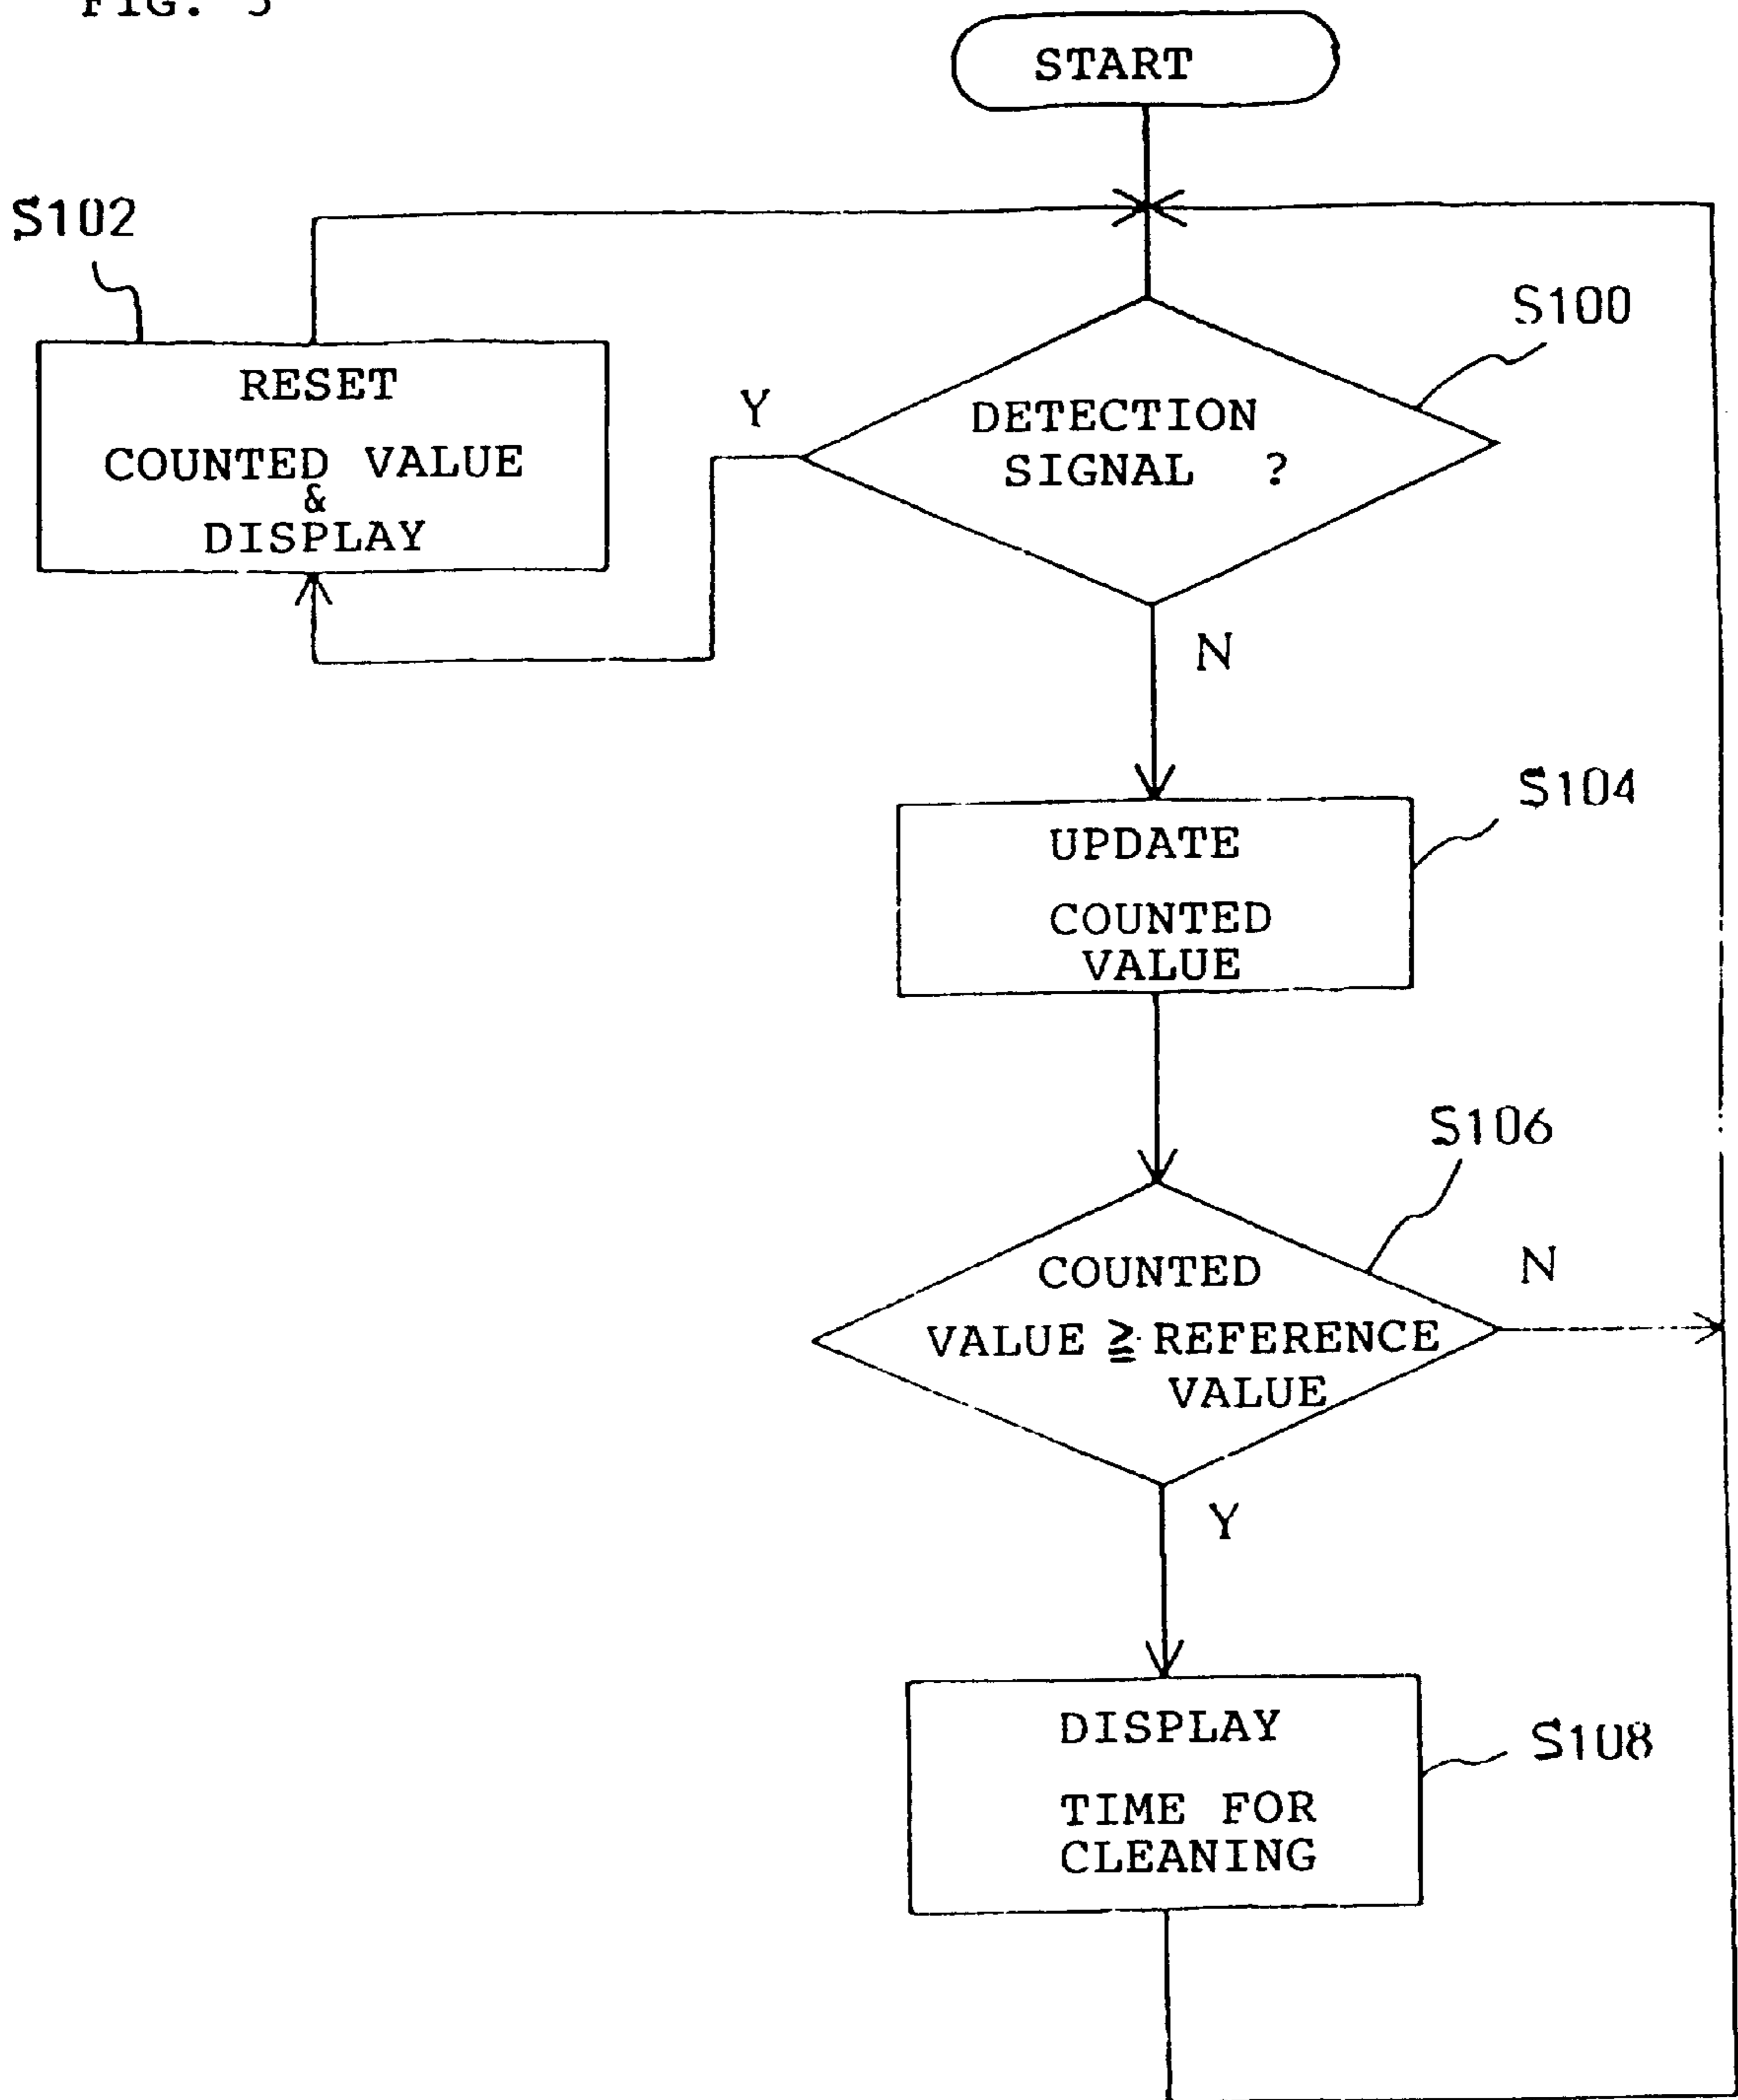 FIG.
START
S102
S100
RESET
COUNTED VALUE
&
DISPLAY
Y
DETECTION
SIGNAL ?
N
S104
UPDATE
COUNTED
VALUE
S106
COUNTED
VALUE ≧ REFERENCE
VALUE
N
Y
DISPLAY
TIME FOR
CLEANING
S108